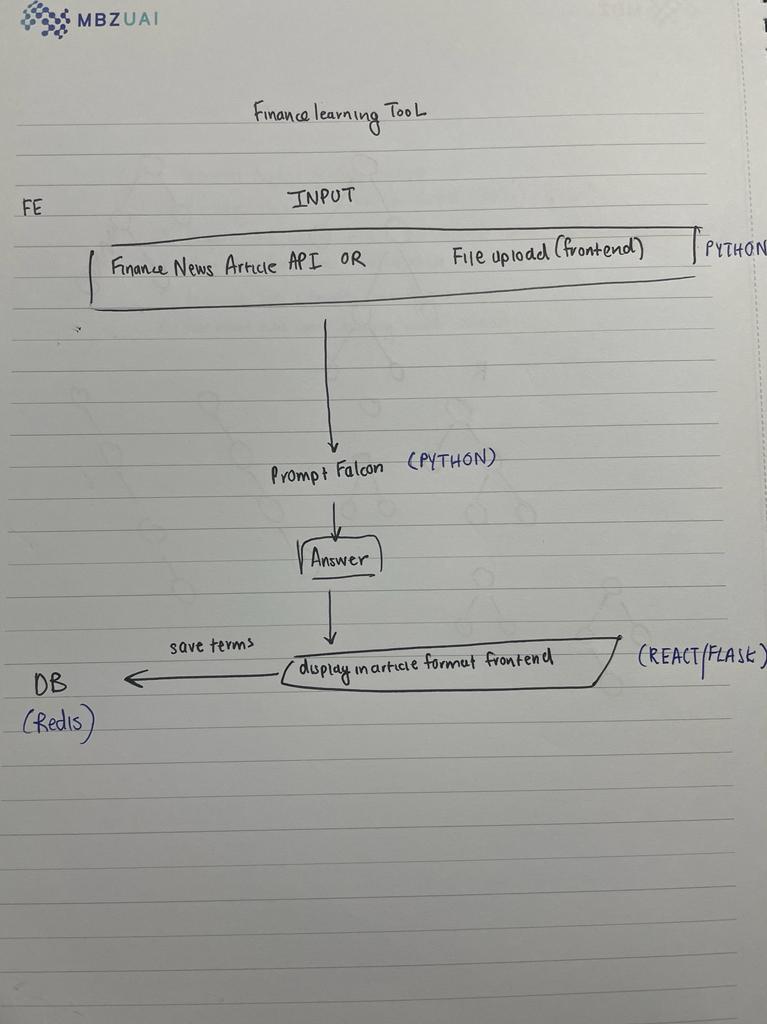 MBZUAI
Finance learning TooL
FE
INPUT
Finance News Article API OR File upload (frontend)
PYTHON
Prompt Falcon (PYTHON)
Answer
save terms
display in article format frontend
(REACT/FLASK)
DB
(Redis)